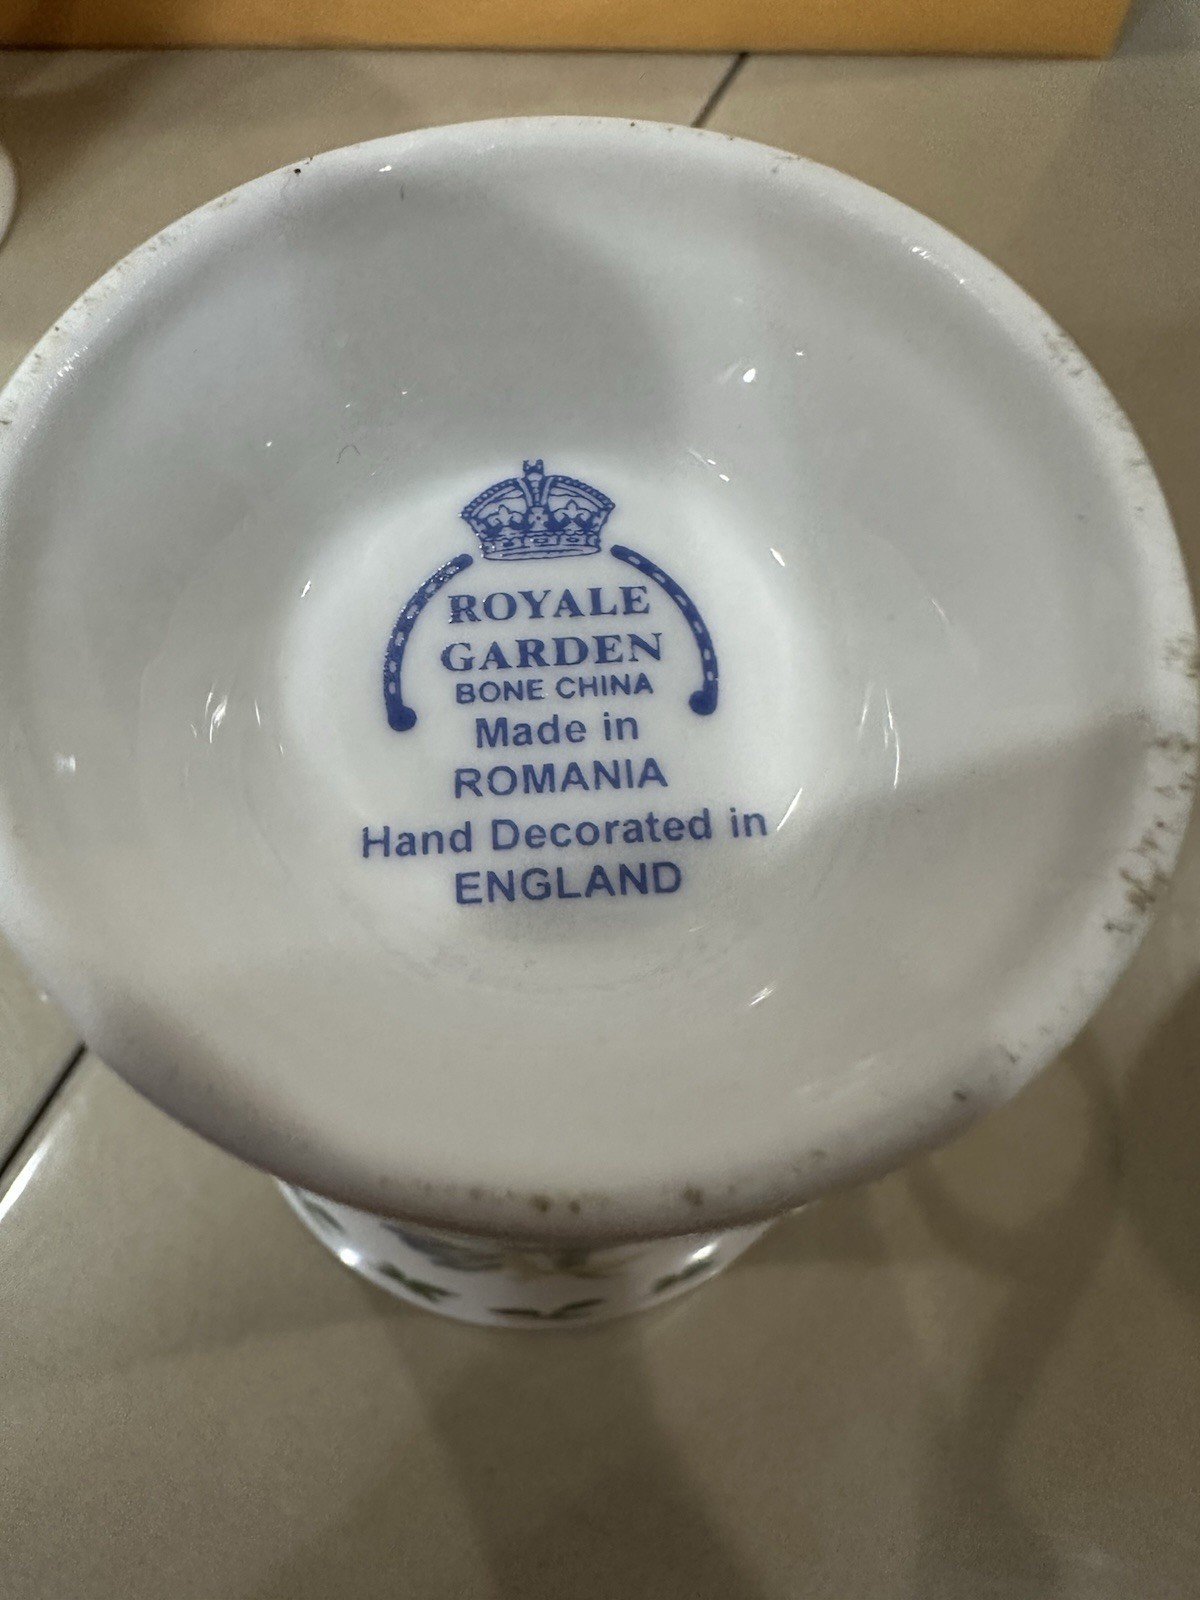 ROYALE
GARDEN
BONE CHINA
Made in
ROMANIA
Hand Decorated in
ENGLAND